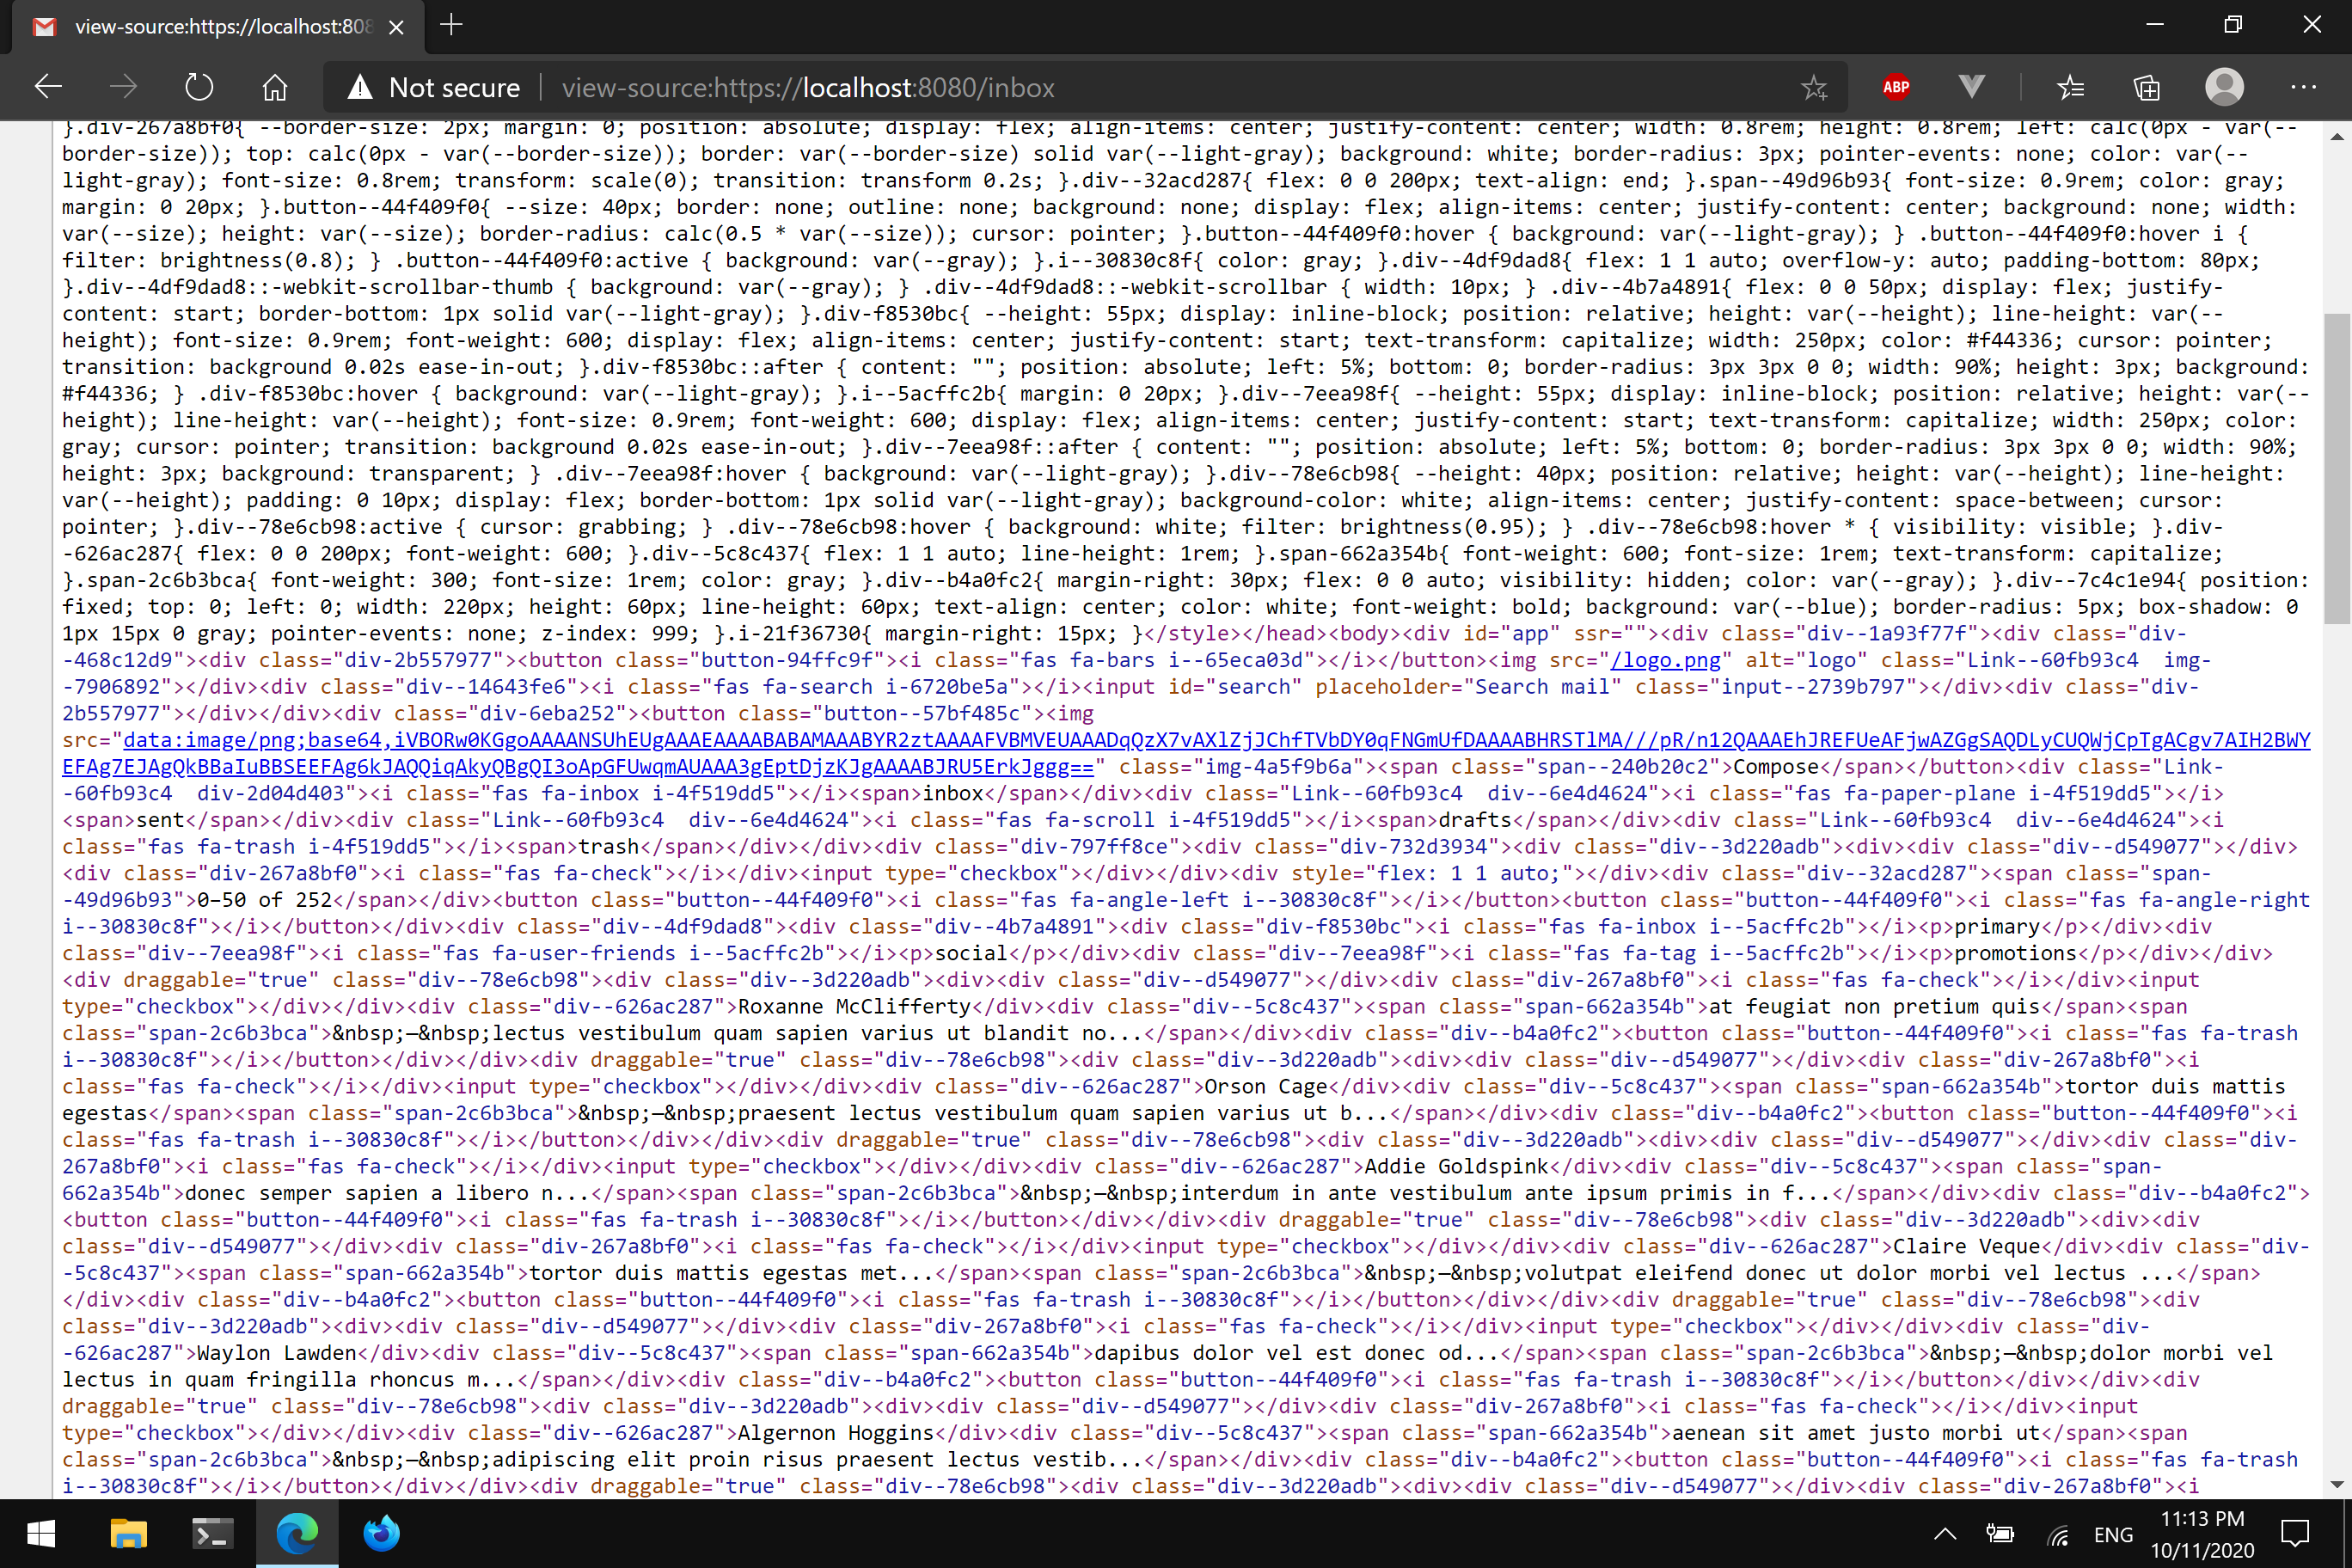 view-source:https://localhost:808
Not secure
view-source:https://localhost:8080/inbox
ABP
}.div-267a8bf0{ --border-size: 2px; margin: 0; position: absolute; display: flex; align-items: center; justify-content: center; width: 0.8rem; height: 0.8rem; left: calc(0px - var(--
border-size)); top: calc(0px - var(--border-size)); border: var(--border-size) solid var(--light-gray); background: white; border-radius: 3px; pointer-events: none; color: var(--
light-gray); font-size: 0.8rem; transform: scale(0); transition: transform 0.2s; }.div--32acd287{ flex: 0 0 200px; text-align: end; }.span--49d96b93{ font-size: 0.9rem; color: gray;
margin: 0 20px; }.button--44f409f0{ --size: 40px; border: none; outline: none; background: none; display: flex; align-items: center; justify-content: center; background: none; width:
var(--size); height: var(--size); border-radius: calc(0.5 * var(--size)); cursor: pointer; }.button--44f409f0:hover { background: var(--light-gray); } .button--44f409f0:hover i {
filter: brightness(0.8); } .button--44f409f0:active { background: var(--gray); }.i--30830c8f{ color: gray; }.div--4df9dad8{ flex: 1 1 auto; overflow-y: auto; padding-bottom: 80px;
}.div--4df9dad8::-webkit-scrollbar-thumb { background: var(--gray); } .div--4df9dad8::-webkit-scrollbar { width: 10px; } .div--4b7a4891{ flex: 0 0 50px; display: flex; justify-
content: start; border-bottom: 1px solid var(--light-gray); }.div-f8530bc{ --height: 55px; display: inline-block; position: relative; height: var(--height); line-height: var(--
height); font-size: 0.9rem; font-weight: 600; display: flex; align-items: center; justify-content: start; text-transform: capitalize; width: 250px; color: #f44336; cursor: pointer;
transition: background 0.02s ease-in-out; }.div-f8530bc::after { content: ""; position: absolute; left: 5%; bottom: 0; border-radius: 3px 3px 0 0; width: 90%; height: 3px; background:
#f44336; } .div-f8530bc:hover { background: var(--light-gray); }.i--5acffc2b{ margin: 0 20px; }.div--7eea98f{ --height: 55px; display: inline-block; position: relative; height: var(--
height); line-height: var(--height); font-size: 0.9rem; font-weight: 600; display: flex; align-items: center; justify-content: start; text-transform: capitalize; width: 250px; color:
gray; cursor: pointer; transition: background 0.02s ease-in-out; }.div--7eea98f::after { content: ""; position: absolute; left: 5%; bottom: 0; border-radius: 3px 3px 0 0; width: 90%;
height: 3px; background: transparent; } .div--7eea98f:hover { background: var(--light-gray); }.div--78e6cb98{ --height: 40px; position: relative; height: var(--height); line-height:
var(--height); padding: 0 10px; display: flex; border-bottom: 1px solid var(--light-gray); background-color: white; align-items: center; justify-content: space-between; cursor:
pointer; }.div--78e6cb98:active { cursor: grabbing; } .div--78e6cb98:hover { background: white; filter: brightness(0.95); } .div--78e6cb98:hover * { visibility: visible; }.div-
-626ac287{ flex: 0 0 200px; font-weight: 600; }.div--5c8c437{ flex: 1 1 auto; line-height: 1rem; }.span-662a354b{ font-weight: 600; font-size: 1rem; text-transform: capitalize;
}.span-2c6b3bca{ font-weight: 300; font-size: 1rem; color: gray; }.div--b4a0fc2{ margin-right: 30px; flex: 0 0 auto; visibility: hidden; color: var(--gray); }.div--7c4c1e94{ position:
fixed; top: 0; left: 0; width: 220px; height: 60px; line-height: 60px; text-align: center; color: white; font-weight: bold; background: var(--blue); border-radius: 5px; box-shadow: 0
1px 15px 0 gray; pointer-events: none; z-index: 999; }.i-21f36730{ margin-right: 15px; }</style></head><body><div id="app" ssr=""><div class="div--1a93f77f"><div class="div-
-468c12d9"><div class="div-2b557977"><button class="button-94ffc9f"><i class="fas fa-bars i--65eca03d"></i></button><img src="/logo.png" alt="logo" class="Link--60fb93c4  img-
-7906892"></div><div class="div--14643fe6"><i class="fas fa-search i-6720be5a"></i><input id="search" placeholder="Search mail" class="input--2739b797"></div><div class="div-
2b557977"></div></div><div class="div-6eba252"><button class="button--57bf485c"><img
src="data:image/png;base64,iVBORw0KGgoAAAANSUhEUgAAAEAAAABABAMAAABYR2ztAAAAFVBMVEUAAADqQzX7vAXlZjJChfTVbDY0qFNGmUfDAAAABHRSTlMA///pR/n12QAAAEhJREFUeAFjwAZGgSAQDLyCUQWjCpTgACgv7AIH2BWY
EFAg7EJAgQkBBaIuBBSEEFAg6kJAQQiqAkyQBgQI3oApGFUwqmAUAAA3gEptDjzKJgAAAABJRU5ErkJggg==" class="img-4a5f9b6a"><span class="span--240b20c2">Compose</span></button><div class="Link-
-60fb93c4  div-2d04d403"><i class="fas fa-inbox i-4f519dd5"></i><span>inbox</span></div><div class="Link--60fb93c4  div--6e4d4624"><i class="fas fa-paper-plane i-4f519dd5"></i>
<span>sent</span></div><div class="Link--60fb93c4  div--6e4d4624"><i class="fas fa-scroll i-4f519dd5"></i><span>drafts</span></div><div class="Link--60fb93c4  div--6e4d4624"><i
class="fas fa-trash i-4f519dd5"></i><span>trash</span></div></div><div class="div-797ff8ce"><div class="div-732d3934"><div class="div--3d220adb"><div><div class="div--d549077"></div>
<div class="div-267a8bf0"><i class="fas fa-check"></i></div><input type="checkbox"></div></div><div style="flex: 1 1 auto;"></div><div class="div--32acd287"><span class="span-
-49d96b93">0–50 of 252</span></div><button class="button--44f409f0"><i class="fas fa-angle-left i--30830c8f"></i></button><button class="button--44f409f0"><i class="fas fa-angle-right
i--30830c8f"></i></button></div><div class="div--4df9dad8"><div class="div--4b7a4891"><div class="div-f8530bc"><i class="fas fa-inbox i--5acffc2b"></i><p>primary</p></div><div
class="div--7eea98f"><i class="fas fa-user-friends i--5acffc2b"></i><p>social</p></div><div class="div--7eea98f"><i class="fas fa-tag i--5acffc2b"></i><p>promotions</p></div></div>
<div draggable="true" class="div--78e6cb98"><div class="div--3d220adb"><div><div class="div--d549077"></div><div class="div-267a8bf0"><i class="fas fa-check"></i></div><input
type="checkbox"></div></div><div class="div--626ac287">Roxanne McClifferty</div><div class="div--5c8c437"><span class="span-662a354b">at feugiat non pretium quis</span><span
class="span-2c6b3bca">&nbsp;—&nbsp;lectus vestibulum quam sapien varius ut blandit no...</span></div><div class="div--b4a0fc2"><button class="button--44f409f0"><i class="fas fa-trash
i--30830c8f"></i></button></div></div><div draggable="true" class="div--78e6cb98"><div class="div--3d220adb"><div><div class="div--d549077"></div><div class="div-267a8bf0"><i
class="fas fa-check"></i></div><input type="checkbox"></div></div><div class="div--626ac287">Orson Cage</div><div class="div--5c8c437"><span class="span-662a354b">tortor duis mattis
egestas</span><span class="span-2c6b3bca">&nbsp;—&nbsp;praesent lectus vestibulum quam sapien varius ut b...</span></div><div class="div--b4a0fc2"><button class="button--44f409f0"><i
class="fas fa-trash i--30830c8f"></i></button></div></div><div draggable="true" class="div--78e6cb98"><div class="div--3d220adb"><div><div class="div--d549077"></div><div class="div-
267a8bf0"><i class="fas fa-check"></i></div><input type="checkbox"></div></div><div class="div--626ac287">Addie Goldspink</div><div class="div--5c8c437"><span class="span-
662a354b">donec semper sapien a libero n...</span><span class="span-2c6b3bca">&nbsp;—&nbsp;interdum in ante vestibulum ante ipsum primis in f...</span></div><div class="div--b4a0fc2">
<button class="button--44f409f0"><i class="fas fa-trash i--30830c8f"></i></button></div></div><div draggable="true" class="div--78e6cb98"><div class="div--3d220adb"><div><div
class="div--d549077"></div><div class="div-267a8bf0"><i class="fas fa-check"></i></div><input type="checkbox"></div></div><div class="div--626ac287">Claire Veque</div><div class="div-
-5c8c437"><span class="span-662a354b">tortor duis mattis egestas met...</span><span class="span-2c6b3bca">&nbsp;—&nbsp;volutpat eleifend donec ut dolor morbi vel lectus ...</span>
</div><div class="div--b4a0fc2"><button class="button--44f409f0"><i class="fas fa-trash i--30830c8f"></i></button></div></div><div draggable="true" class="div--78e6cb98"><div
class="div--3d220adb"><div><div class="div--d549077"></div><div class="div-267a8bf0"><i class="fas fa-check"></i></div><input type="checkbox"></div></div><div class="div-
-626ac287">Waylon Lawden</div><div class="div--5c8c437"><span class="span-662a354b">dapibus dolor vel est donec od...</span><span class="span-2c6b3bca">&nbsp;—&nbsp;dolor morbi vel
lectus in quam fringilla rhoncus m...</span></div><div class="div--b4a0fc2"><button class="button--44f409f0"><i class="fas fa-trash i--30830c8f"></i></button></div></div><div
draggable="true" class="div--78e6cb98"><div class="div--3d220adb"><div><div class="div--d549077"></div><div class="div-267a8bf0"><i class="fas fa-check"></i></div><input
type="checkbox"></div></div><div class="div--626ac287">Algernon Hoggins</div><div class="div--5c8c437"><span class="span-662a354b">aenean sit amet justo morbi ut</span><span
class="span-2c6b3bca">&nbsp;—&nbsp;adipiscing elit proin risus praesent lectus vestib...</span></div><div class="div--b4a0fc2"><button class="button--44f409f0"><i class="fas fa-trash
i--30830c8f"></i></button></div></div><div draggable="true" class="div--78e6cb98"><div class="div--3d220adb"><div><div class="div--d549077"></div><div class="div-267a8bf0"><i
ENG
11:13 PM
10/11/2020